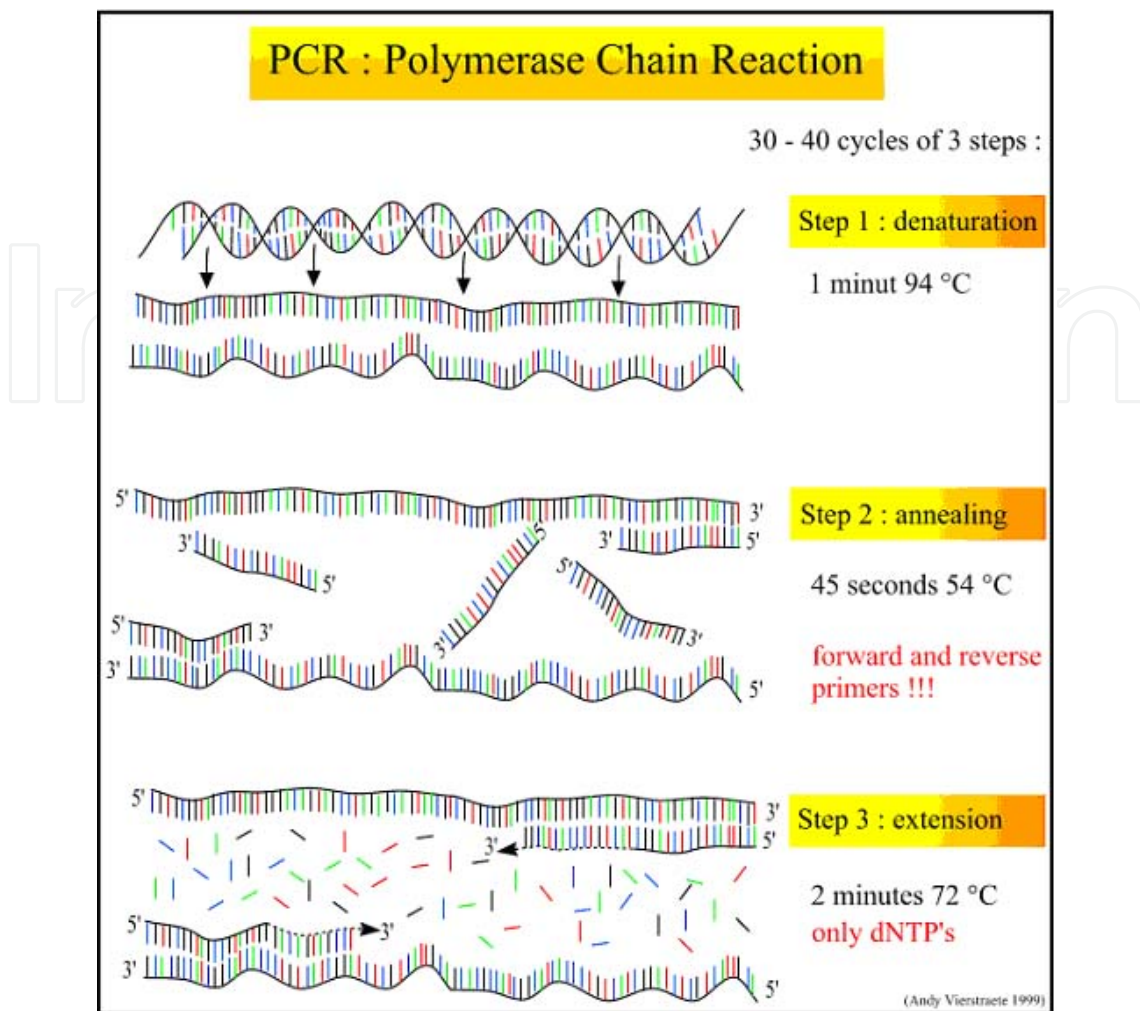 PCR : Polymerase Chain Reaction
30 - 40 cycles of 3 steps :
Step 1 : denaturation
1 minut 94 °C
5'
3'
Step 2 : annealing
3'
5'
3'
5'
5'
45 seconds 54 °C
3'
5'
3'
3'
forward and reverse
primers !!!
3'
5'
5'
3'
Step 3 : extension
3'
5'
2 minutes 72 °C
5'
3'
only dNTP's
3'
5'
(Andy Vierstraete 1999)